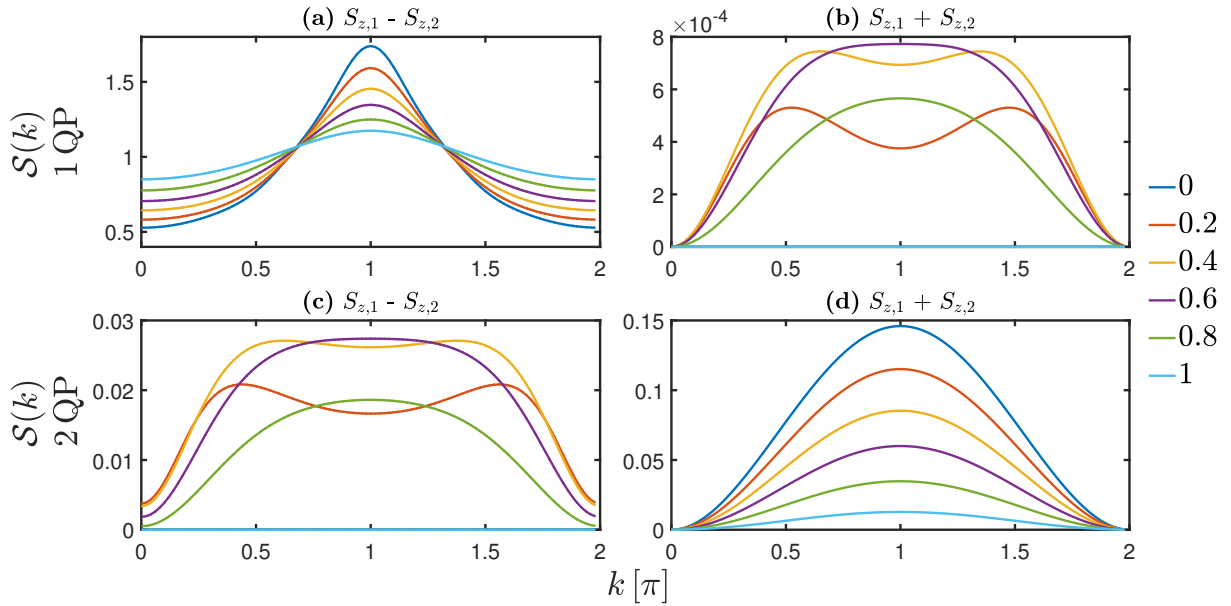 (a) S_{z,1} - S_{z,2}
(b) S_{z,1} + S_{z,2}
×10^{-4}
1.5
1
0.5
0 0.5 1 1.5 2
8
6
4
2
0
0 0.5 1 1.5 2
S(k)
1 QP
(c) S_{z,1} - S_{z,2}
(d) S_{z,1} + S_{z,2}
0.03
0.02
0.01
0
0 0.5 1 1.5 2
0.15
0.1
0.05
0
0 0.5 1 1.5 2
S(k)
2 QP
k [π]
0
0.2
0.4
0.6
0.8
1